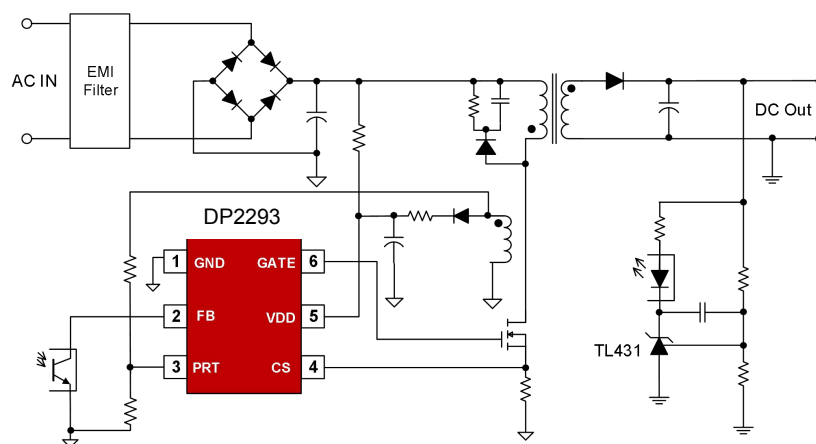 AC IN
EMI
Filter
DC Out
DP2293
1 GND GATE 6
2 FB VDD 5
3 PRT CS 4
TL431